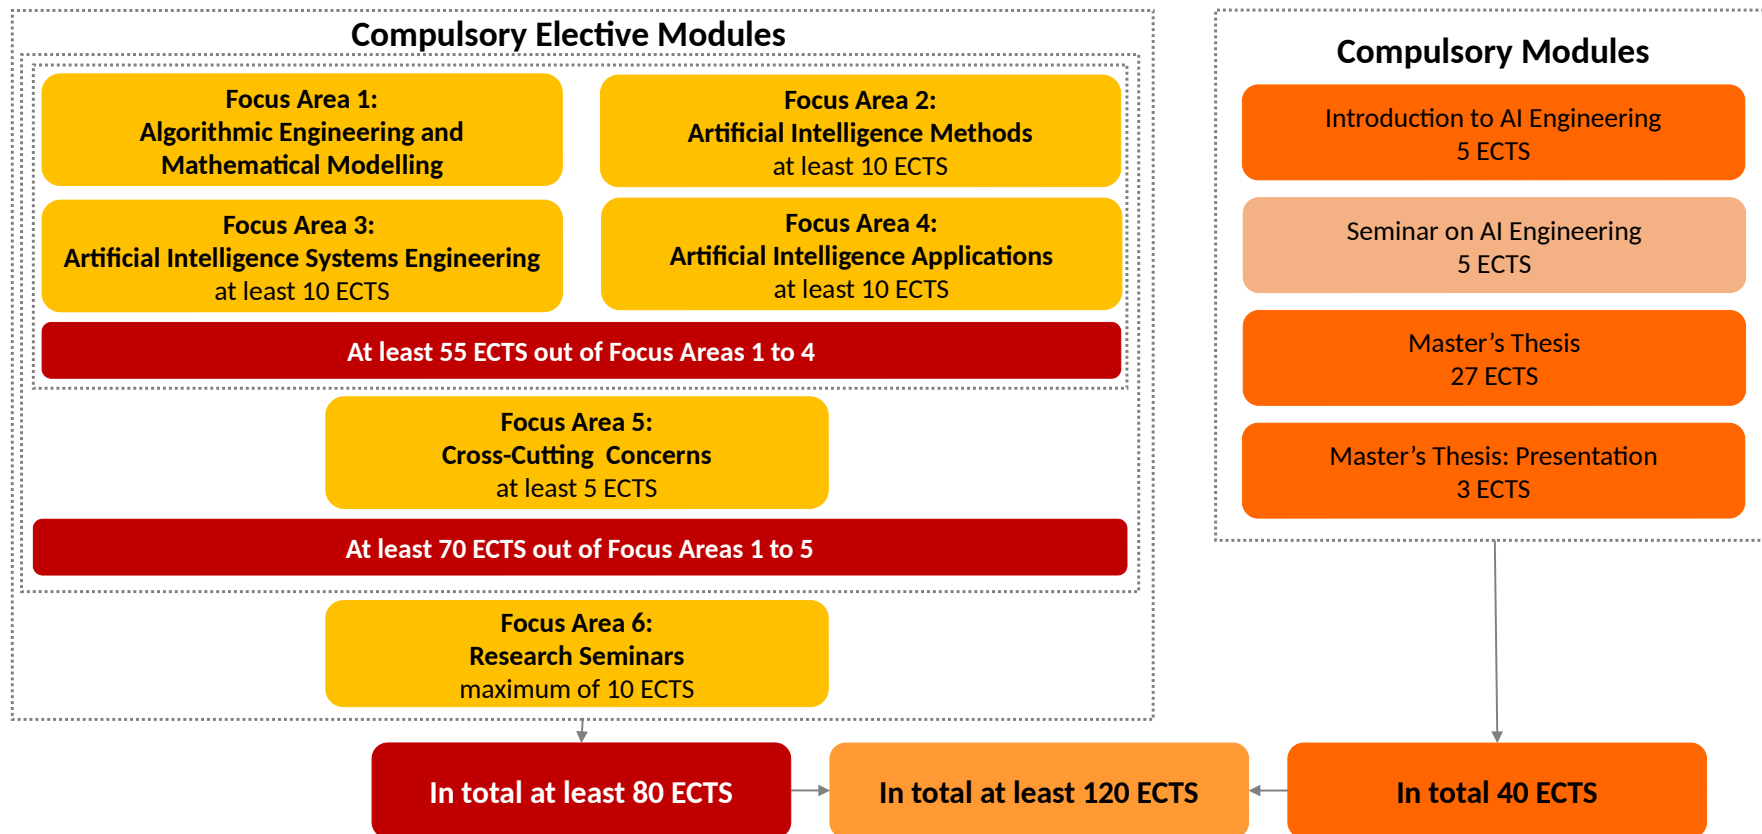 Compulsory Elective Modules
Focus Area 1:
Algorithmic Engineering and
Mathematical Modelling
Focus Area 2:
Artificial Intelligence Methods
at least 10 ECTS
Focus Area 3:
Artificial Intelligence Systems Engineering
at least 10 ECTS
Focus Area 4:
Artificial Intelligence Applications
at least 10 ECTS
At least 55 ECTS out of Focus Areas 1 to 4
Focus Area 5:
Cross-Cutting Concerns
at least 5 ECTS
At least 70 ECTS out of Focus Areas 1 to 5
Focus Area 6:
Research Seminars
maximum of 10 ECTS
Compulsory Modules
Introduction to AI Engineering
5 ECTS
Seminar on AI Engineering
5 ECTS
Master’s Thesis
27 ECTS
Master’s Thesis: Presentation
3 ECTS
In total at least 80 ECTS
In total at least 120 ECTS
In total 40 ECTS